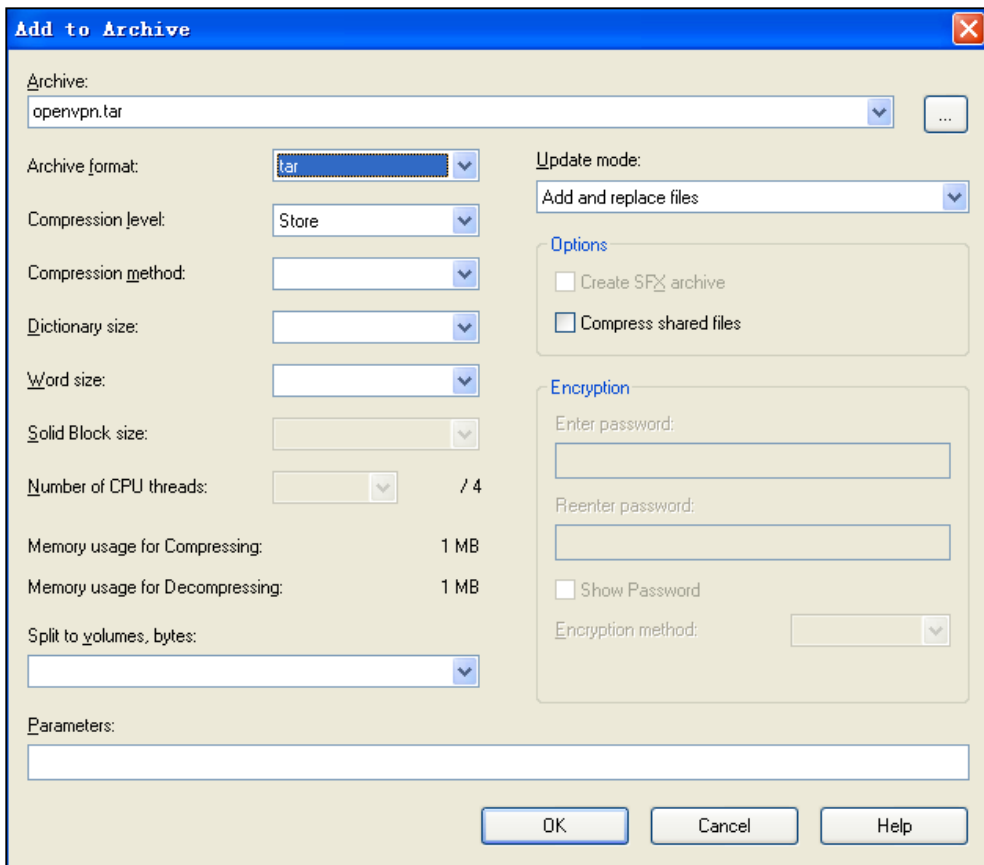 Add to Archive
Archive:
openvpn.tar
...
Archive format:
tar
Update mode:
Add and replace files
Compression level:
Store
Options
Compression method:
Create SFX archive
Dictionary size:
Compress shared files
Word size:
Encryption
Solid Block size:
Enter password:
Number of CPU threads:
/ 4
Reenter password:
Memory usage for Compressing:
1 MB
Memory usage for Decompressing:
1 MB
Show Password
Encryption method:
Split to volumes, bytes:
Parameters:
OK
Cancel
Help